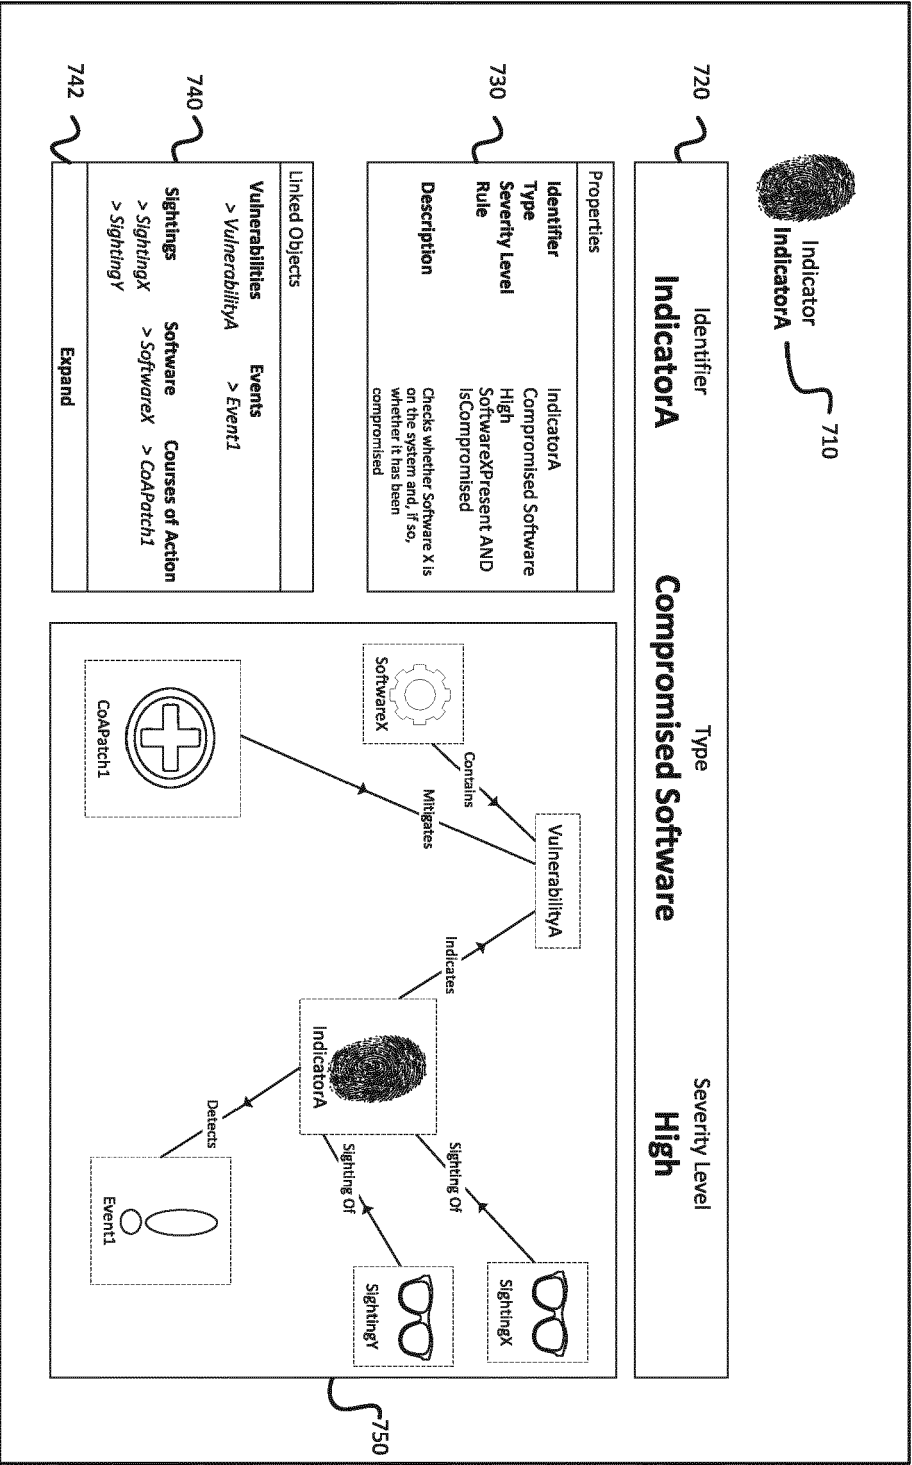 Indicator
IndicatorA
710
720
Identifier
IndicatorA
Type
Compromised Software
Severity Level
High
730
Properties
Identifier IndicatorA
Type Compromised Software
Severity Level High
Rule SoftwareXPresent AND
IsCompromised
Description Checks whether Software X is
on the system and, if so,
whether it has been
compromised
740
Linked Objects
Vulnerabilities Events
> VulnerabilityA > Event1
Sightings Software Courses of Action
> SightingX > SoftwareX > CoAPatch1
> SightingY
742
Expand
VulnerabilityA
SightingX
SoftwareX
Contains
Indicates
Sighting Of
SightingY
Mitigates
IndicatorA
Sighting Of
CoAPatch1
Detects
Event1
750